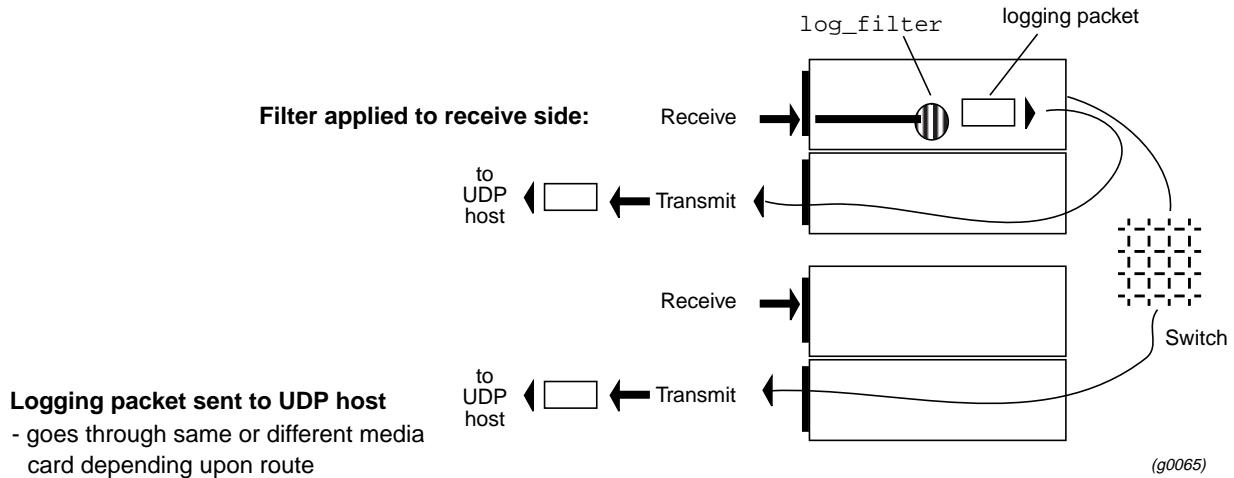 log_filter
logging packet
Filter applied to receive side:
Receive
to
UDP
host
Transmit
Receive
Switch
to
UDP
host
Transmit
Logging packet sent to UDP host
- goes through same or different media
card depending upon route
(g0065)